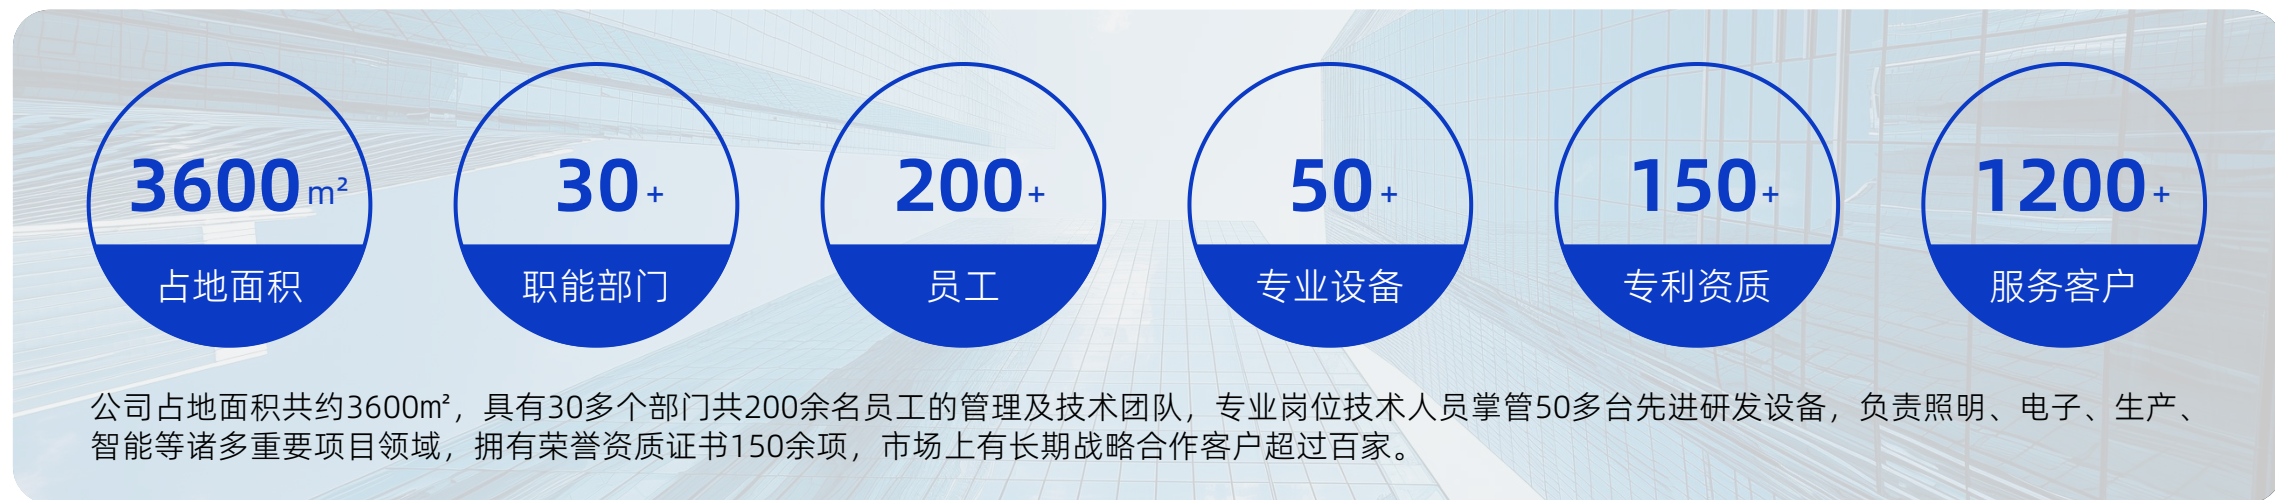 3600m²
30+
200+
50+
150+
1200+
占地面积
职能部门
员工
专业设备
专利资质
服务客户
公司占地面积共约3600㎡，具有30多个部门共200余名员工的管理及技术团队，专业岗位技术人员掌管50多台先进研发设备，负责照明、电子、生产、
智能等诸多重要项目领域，拥有荣誉资质证书150余项，市场上有长期战略合作客户超过百家。